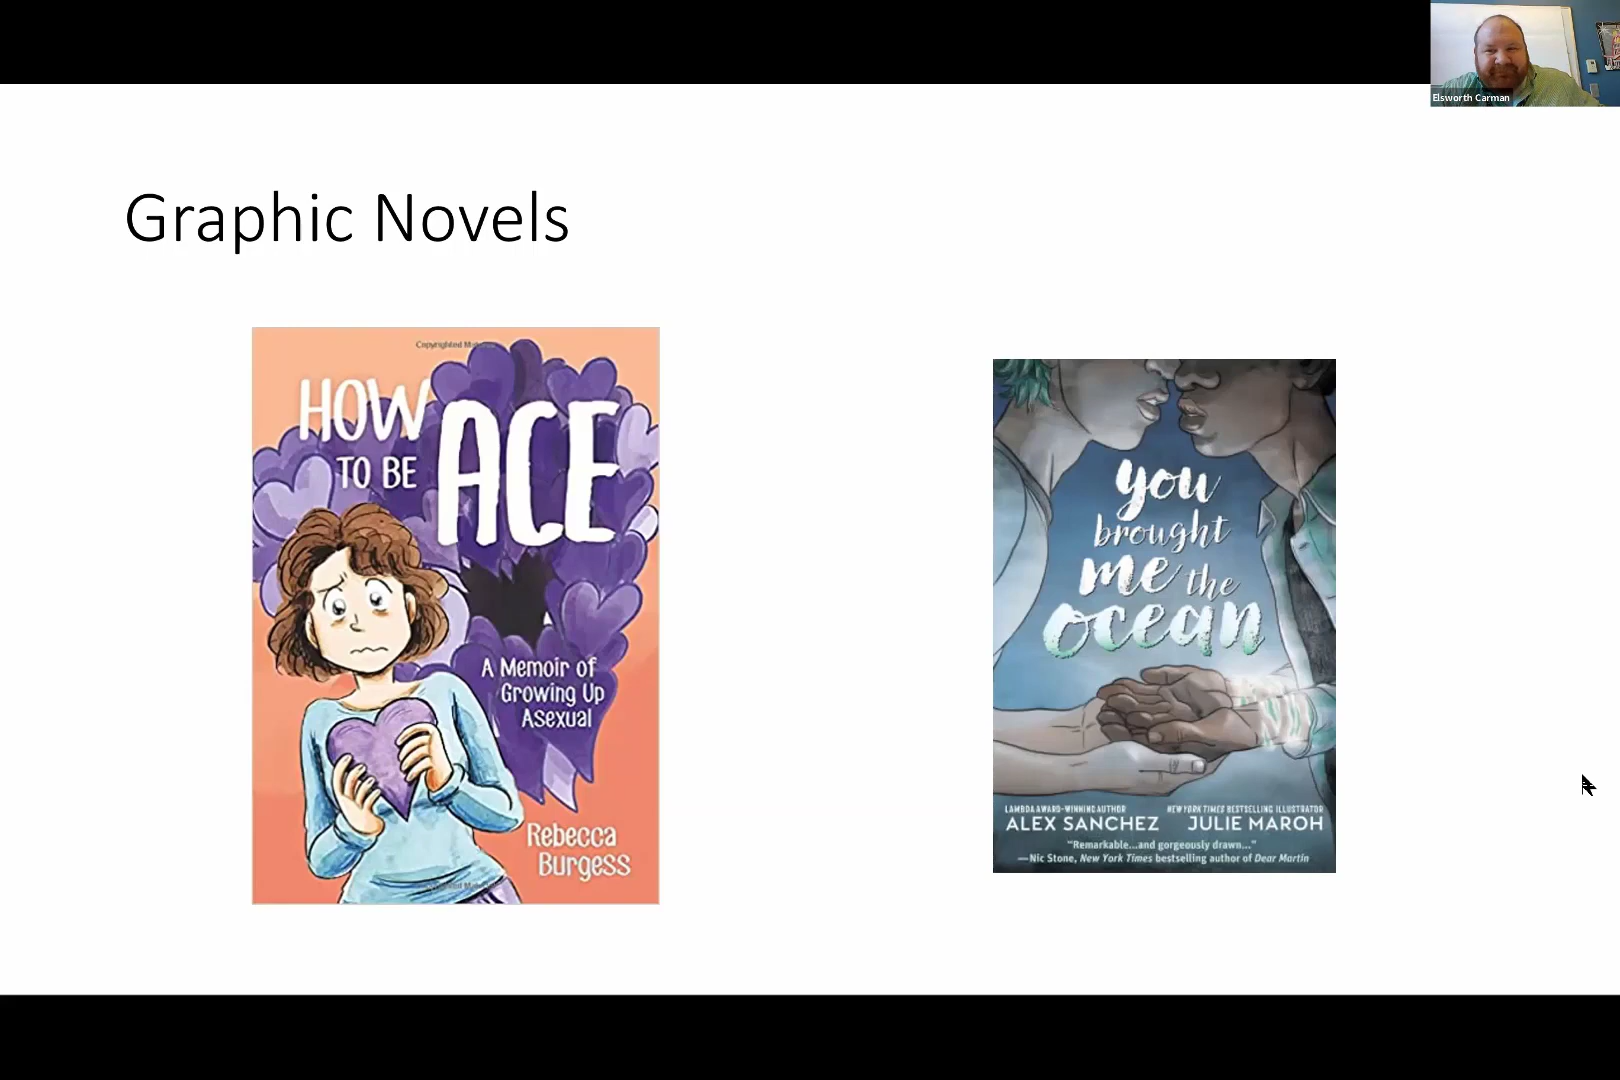 Elsworth Carman
Graphic Novels
Copyrighted
HOW
TO BE
ACE
A Memoir of
Growing Up
Asexual
Rebecca
Burgess
you
brought
me the
ocean
LAMBDA AWARD-WINNING AUTHOR
ALEX SANCHEZ
NEW YORK TIMES BESTSELLING ILLUSTRATOR
JULIE MAROH
"Remarkable...and gorgeously drawn..."
—Nic Stone, New York Times bestselling author of Dear Martin